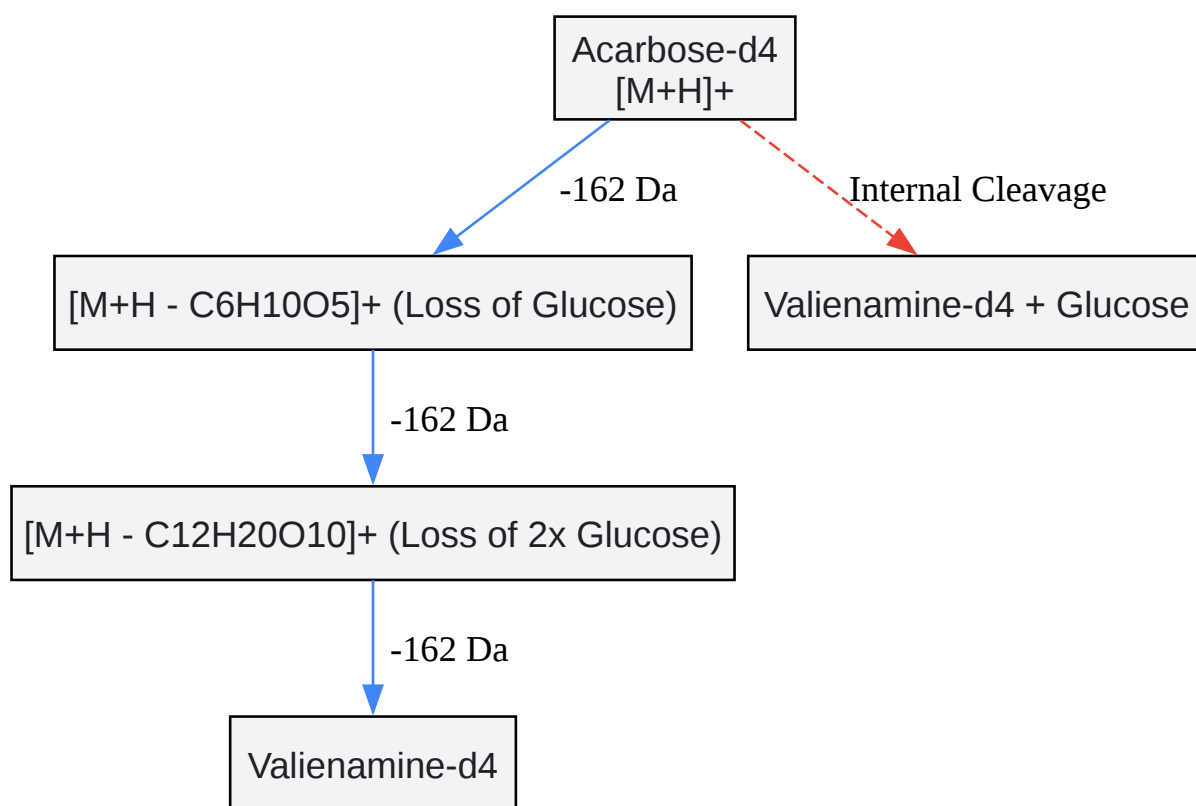 Acarbose-d4
[M+H]+
-162 Da
Internal Cleavage
[M+H - C6H10O5]+ (Loss of Glucose)
Valienamine-d4 + Glucose
-162 Da
[M+H - C12H20O10]+ (Loss of 2x Glucose)
-162 Da
Valienamine-d4